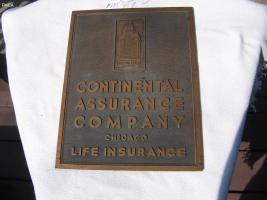 CONTINENTAL
ASSURANCE
COMPANY
CHICAGO
LIFE INSURANCE